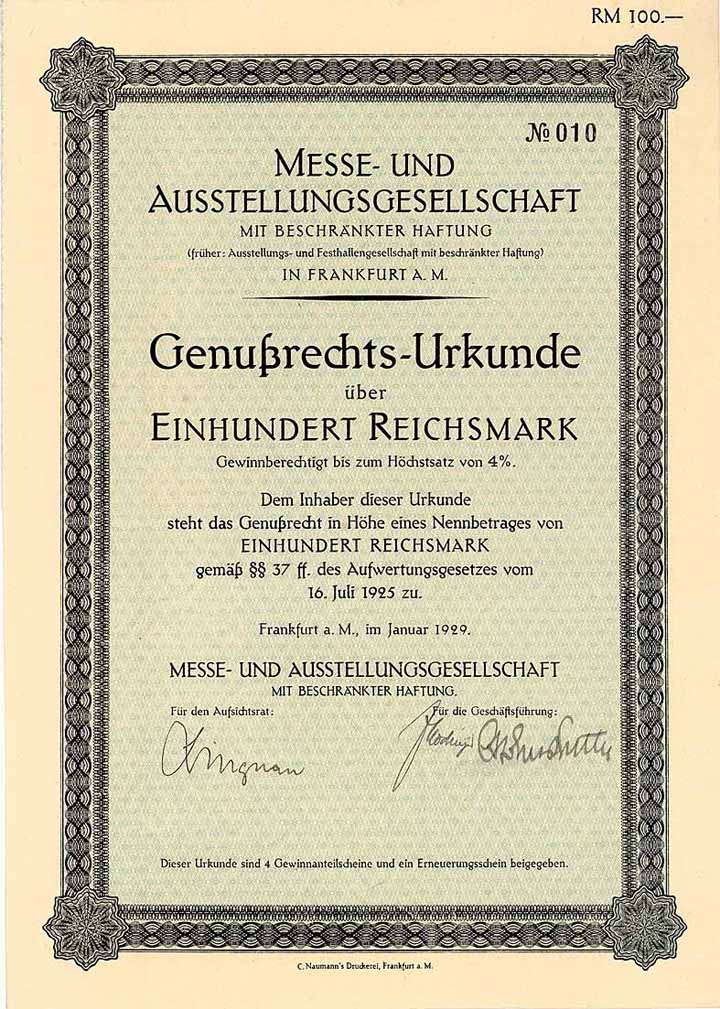 RM 100.—
№ 010
MESSE- UND
AUSSTELLUNGSGESELLSCHAFT
MIT BESCHRÄNKTER HAFTUNG
(früher: Ausstellungs- und Festhallengesellschaft mit beschränkter Haftung)
IN FRANKFURT A. M.
Genußrechts-Urkunde
über
EINHUNDERT REICHSMARK
Gewinnberechtigt bis zum Höchstsatz von 4%.
Dem Inhaber dieser Urkunde
steht das Genußrecht in Höhe eines Nennbetrages von
EINHUNDERT REICHSMARK
gemäß §§ 37 ff. des Aufwertungsgesetzes vom
16. Juli 1925 zu.
Frankfurt a. M., im Januar 1929.
MESSE- UND AUSSTELLUNGSGESELLSCHAFT
MIT BESCHRÄNKTER HAFTUNG.
Für den Aufsichtsrat: Für die Geschäftsführung:
Dieser Urkunde sind 4 Gewinnanteilscheine und ein Erneuerungsschein beigegeben.
C. Naumann's Druckerei, Frankfurt a. M.